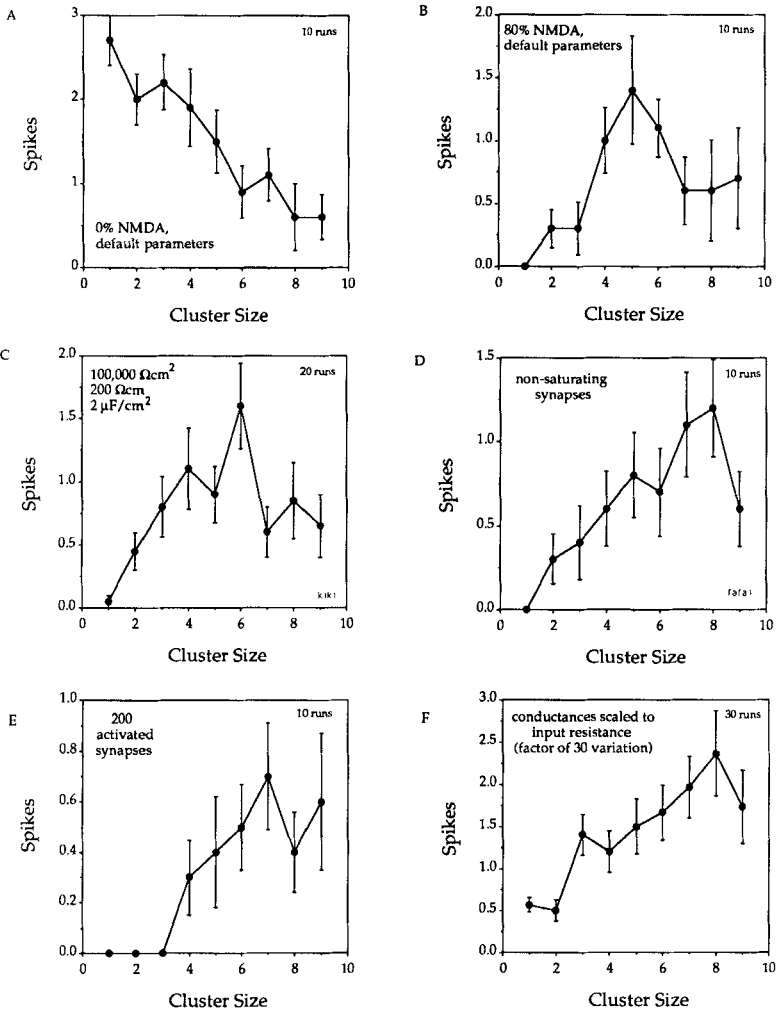 A
10 runs
3
2
1
0
Spikes
0% NMDA,
default parameters
0 2 4 6 8 10
Cluster Size
B
80% NMDA,
default parameters
10 runs
2.0
1.5
1.0
0.5
0.0
Spikes
0 2 4 6 8 10
Cluster Size
C
100,000 Ωcm²
200 Ωcm
2 µF/cm²
20 runs
2.0
1.5
1.0
0.5
0.0
Spikes
kiki
0 2 4 6 8 10
Cluster Size
D
non-saturating
synapses
10 runs
1.5
1.0
0.5
0.0
Spikes
0 2 4 6 8 10
Cluster Size
E
200
activated
synapses
10 runs
1.0
0.8
0.6
0.4
0.2
0.0
Spikes
0 2 4 6 8 10
Cluster Size
F
conductances scaled to
input resistance
(factor of 30 variation)
30 runs
3.0
2.5
2.0
1.5
1.0
0.5
0.0
Spikes
0 2 4 6 8 10
Cluster Size